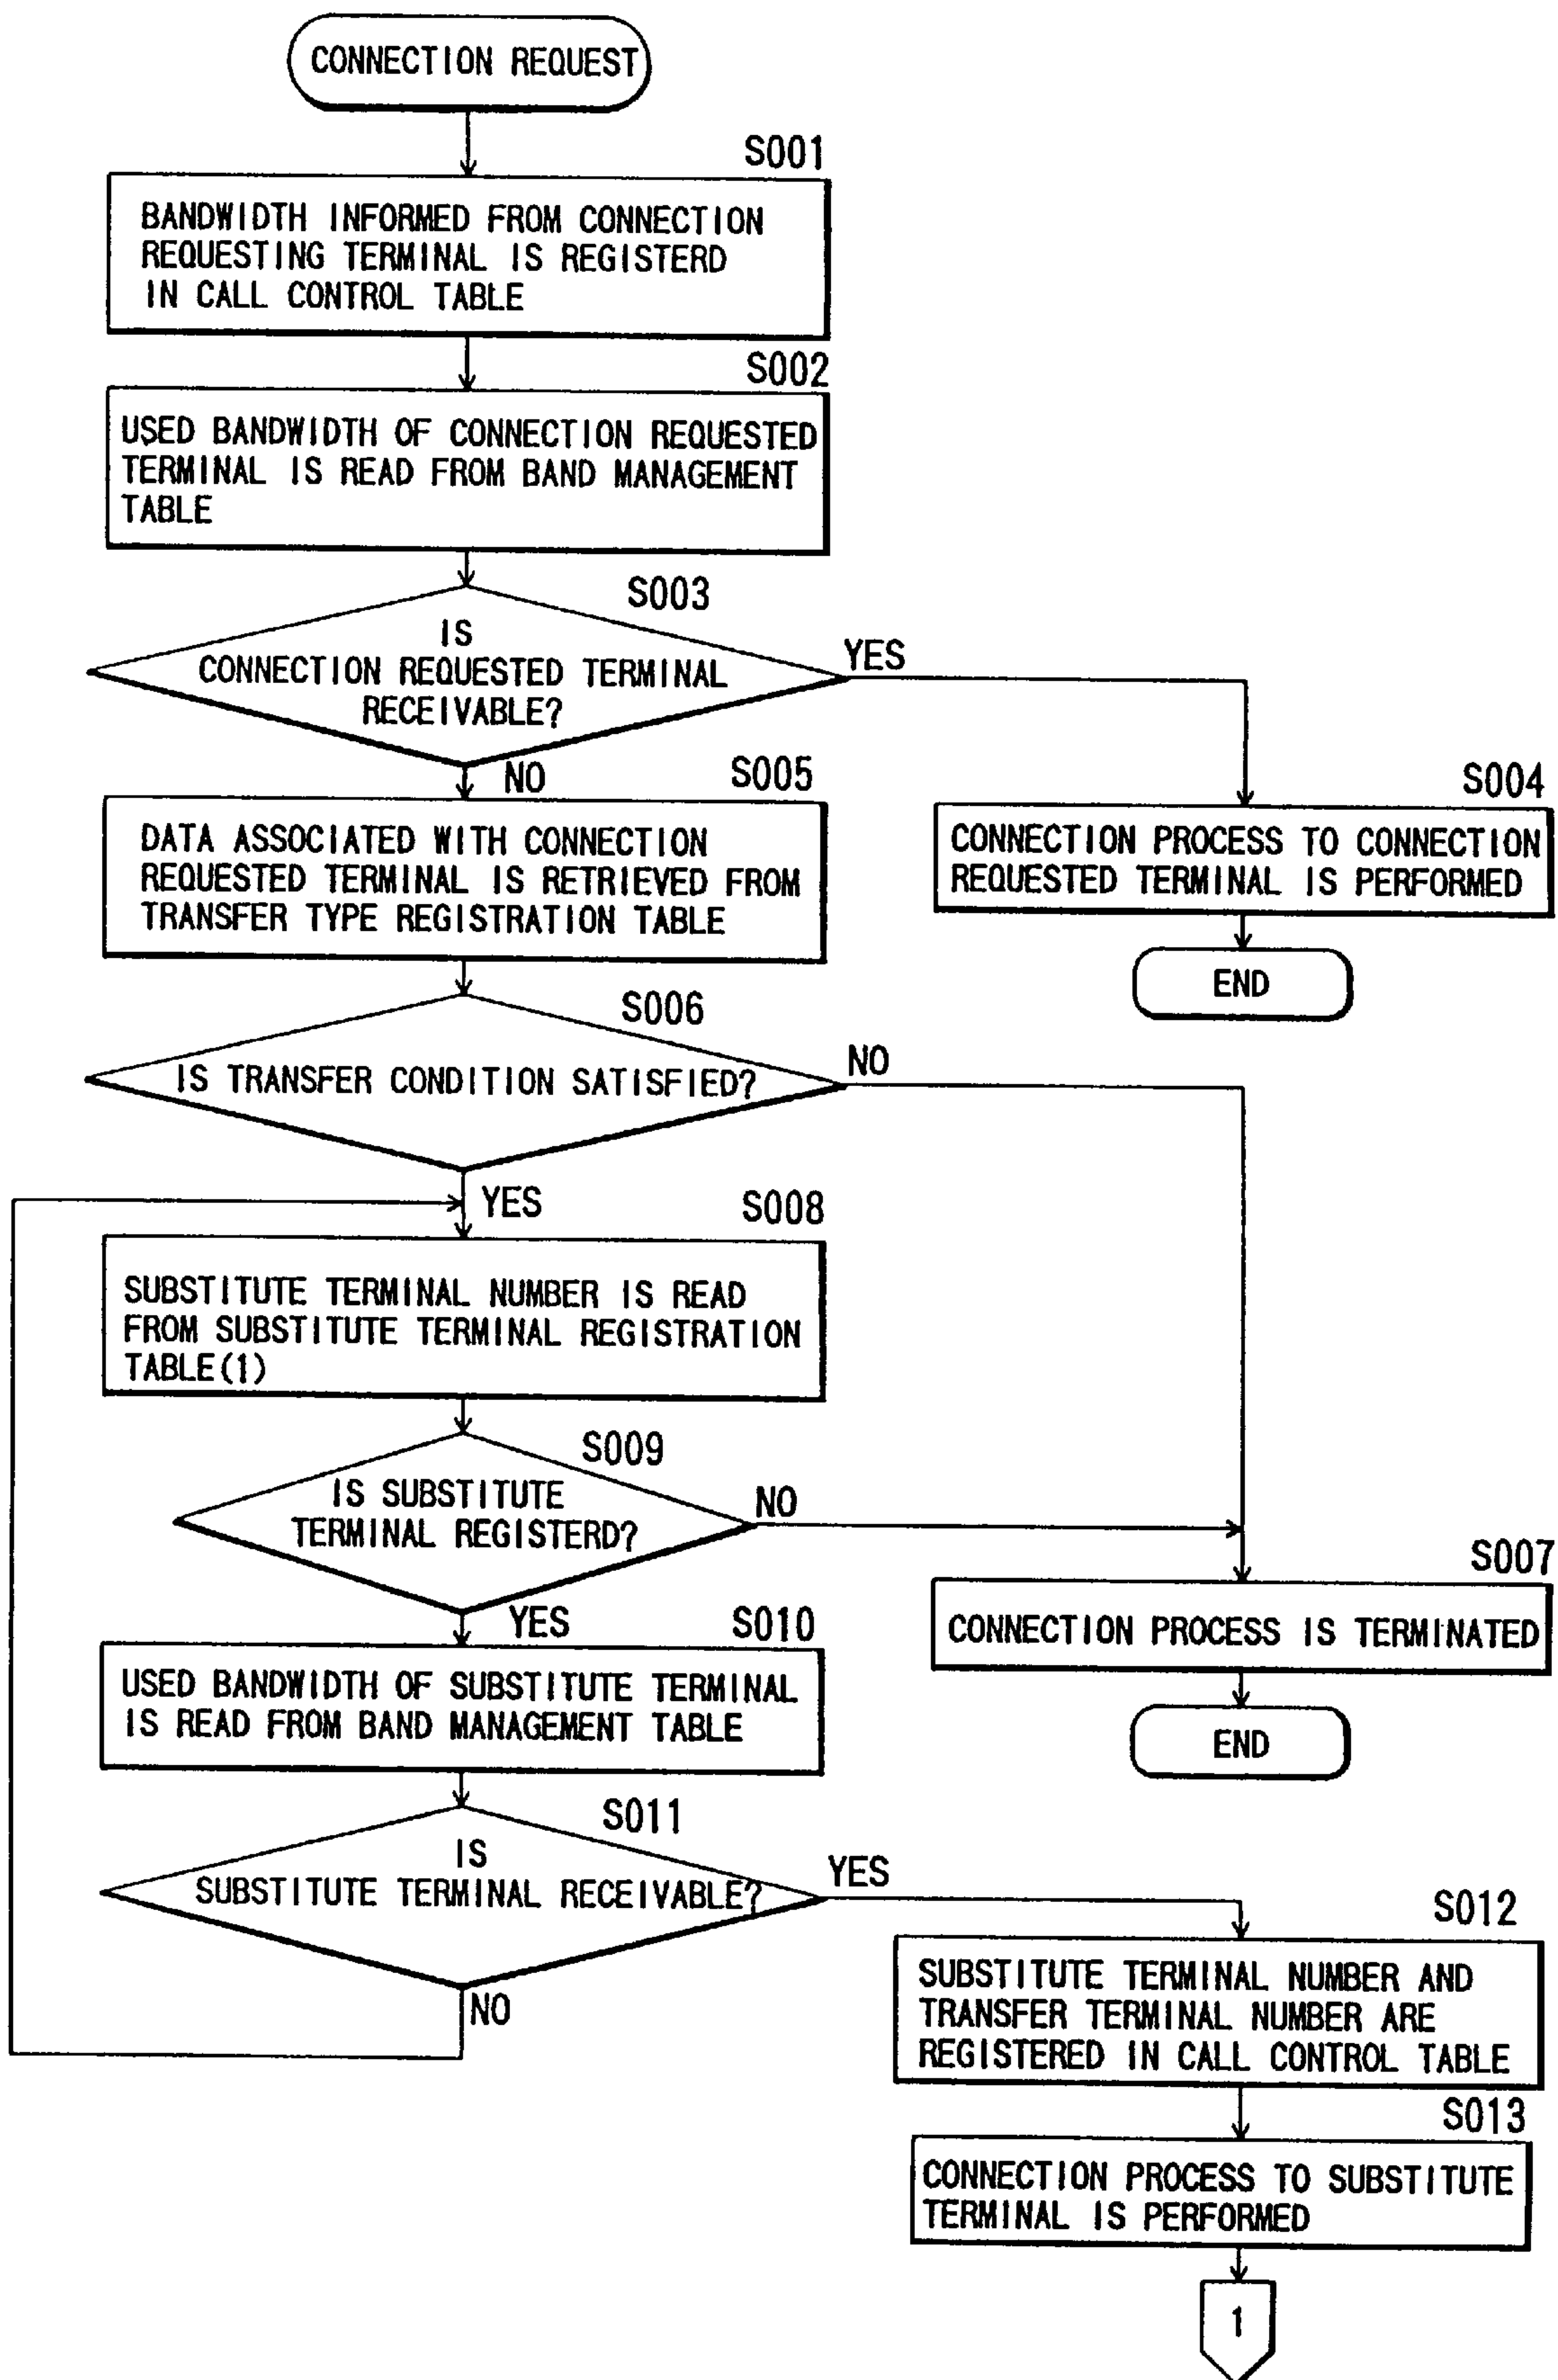 CONNECTION REQUEST
S001
BANDWIDTH INFORMED FROM CONNECTION
REQUESTING TERMINAL IS REGISTERD
IN CALL CONTROL TABLE
S002
USED BANDWIDTH OF CONNECTION REQUESTED
TERMINAL IS READ FROM BAND MANAGEMENT
TABLE
S003
IS
CONNECTION REQUESTED TERMINAL
RECEIVABLE?
YES
NO
S004
CONNECTION PROCESS TO CONNECTION
REQUESTED TERMINAL IS PERFORMED
END
S005
DATA ASSOCIATED WITH CONNECTION
REQUESTED TERMINAL IS RETRIEVED FROM
TRANSFER TYPE REGISTRATION TABLE
S006
IS TRANSFER CONDITION SATISFIED?
NO
YES
S008
SUBSTITUTE TERMINAL NUMBER IS READ
FROM SUBSTITUTE TERMINAL REGISTRATION
TABLE(1)
S009
IS SUBSTITUTE
TERMINAL REGISTERD?
NO
YES
S007
CONNECTION PROCESS IS TERMINATED
END
S010
USED BANDWIDTH OF SUBSTITUTE TERMINAL
IS READ FROM BAND MANAGEMENT TABLE
S011
IS
SUBSTITUTE TERMINAL RECEIVABLE?
YES
NO
S012
SUBSTITUTE TERMINAL NUMBER AND
TRANSFER TERMINAL NUMBER ARE
REGISTERED IN CALL CONTROL TABLE
S013
CONNECTION PROCESS TO SUBSTITUTE
TERMINAL IS PERFORMED
1